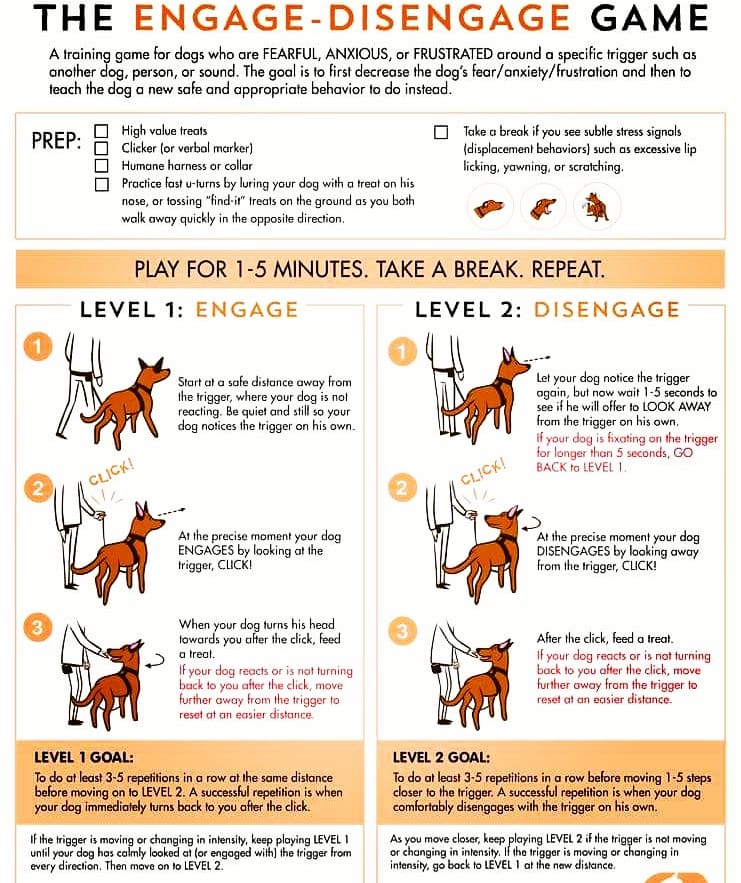 THE ENGAGE-DISENGAGE GAME
A training game for dogs who are FEARFUL, ANXIOUS, or FRUSTRATED around a specific trigger such as
another dog, person, or sound. The goal is to first decrease the dog's fear/anxiety/frustration and then to
teach the dog a new safe and appropriate behavior to do instead.
PREP:
High value treats
Clicker (or verbal marker)
Humane harness or collar
Practice fast u-turns by luring your dog with a treat on his
nose, or tossing "find-it" treats on the ground as you both
walk away quickly in the opposite direction.
Take a break if you see subtle stress signals
(displacement behaviors) such as excessive lip
licking, yawning, or scratching.
PLAY FOR 1-5 MINUTES. TAKE A BREAK. REPEAT.
LEVEL 1: ENGAGE
1
Start at a safe distance away from
the trigger, where your dog is not
reacting. Be quiet and still so your
dog notices the trigger on his own.
2
CLICK!
At the precise moment your dog
ENGAGES by looking at the
trigger, CLICK!
3
When your dog turns his head
towards you after the click, feed
a treat.
If your dog reacts or is not turning
back to you after the click, move
further away from the trigger to
reset at an easier distance.
LEVEL 1 GOAL:
To do at least 3-5 repetitions in a row at the same distance
before moving on to LEVEL 2. A successful repetition is when
your dog immediately turns back to you after the click.
If the trigger is moving or changing in intensity, keep playing LEVEL 1
until your dog has calmly looked at (or engaged with) the trigger from
every direction. Then move on to LEVEL 2.
LEVEL 2: DISENGAGE
1
Let your dog notice the trigger
again, but now wait 1-5 seconds to
see if he will offer to LOOK AWAY
from the trigger on his own.
If your dog is fixating on the trigger
for longer than 5 seconds, GO
BACK to LEVEL 1.
2
CLICK!
At the precise moment your dog
DISENGAGES by looking away
from the trigger, CLICK!
3
After the click, feed a treat.
If your dog reacts or is not turning
back to you after the click, move
further away from the trigger to
reset at an easier distance.
LEVEL 2 GOAL:
To do at least 3-5 repetitions in a row before moving 1-5 steps
closer to the trigger. A successful repetition is when your dog
comfortably disengages with the trigger on his own.
As you move closer, keep playing LEVEL 2 if the trigger is not moving
or changing in intensity. If the trigger is moving or changing in
intensity, go back to LEVEL 1 at the new distance.